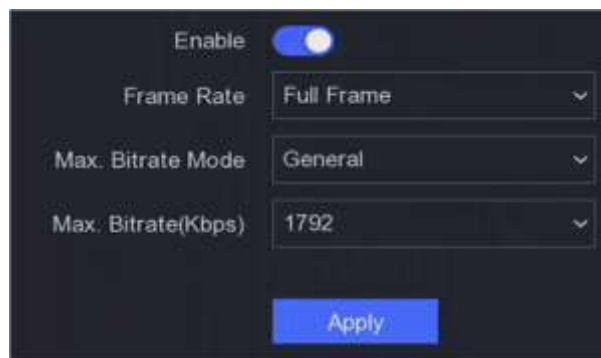 Enable
Frame Rate Full Frame
Max. Bitrate Mode General
Max. Bitrate(Kbps) 1792
Apply